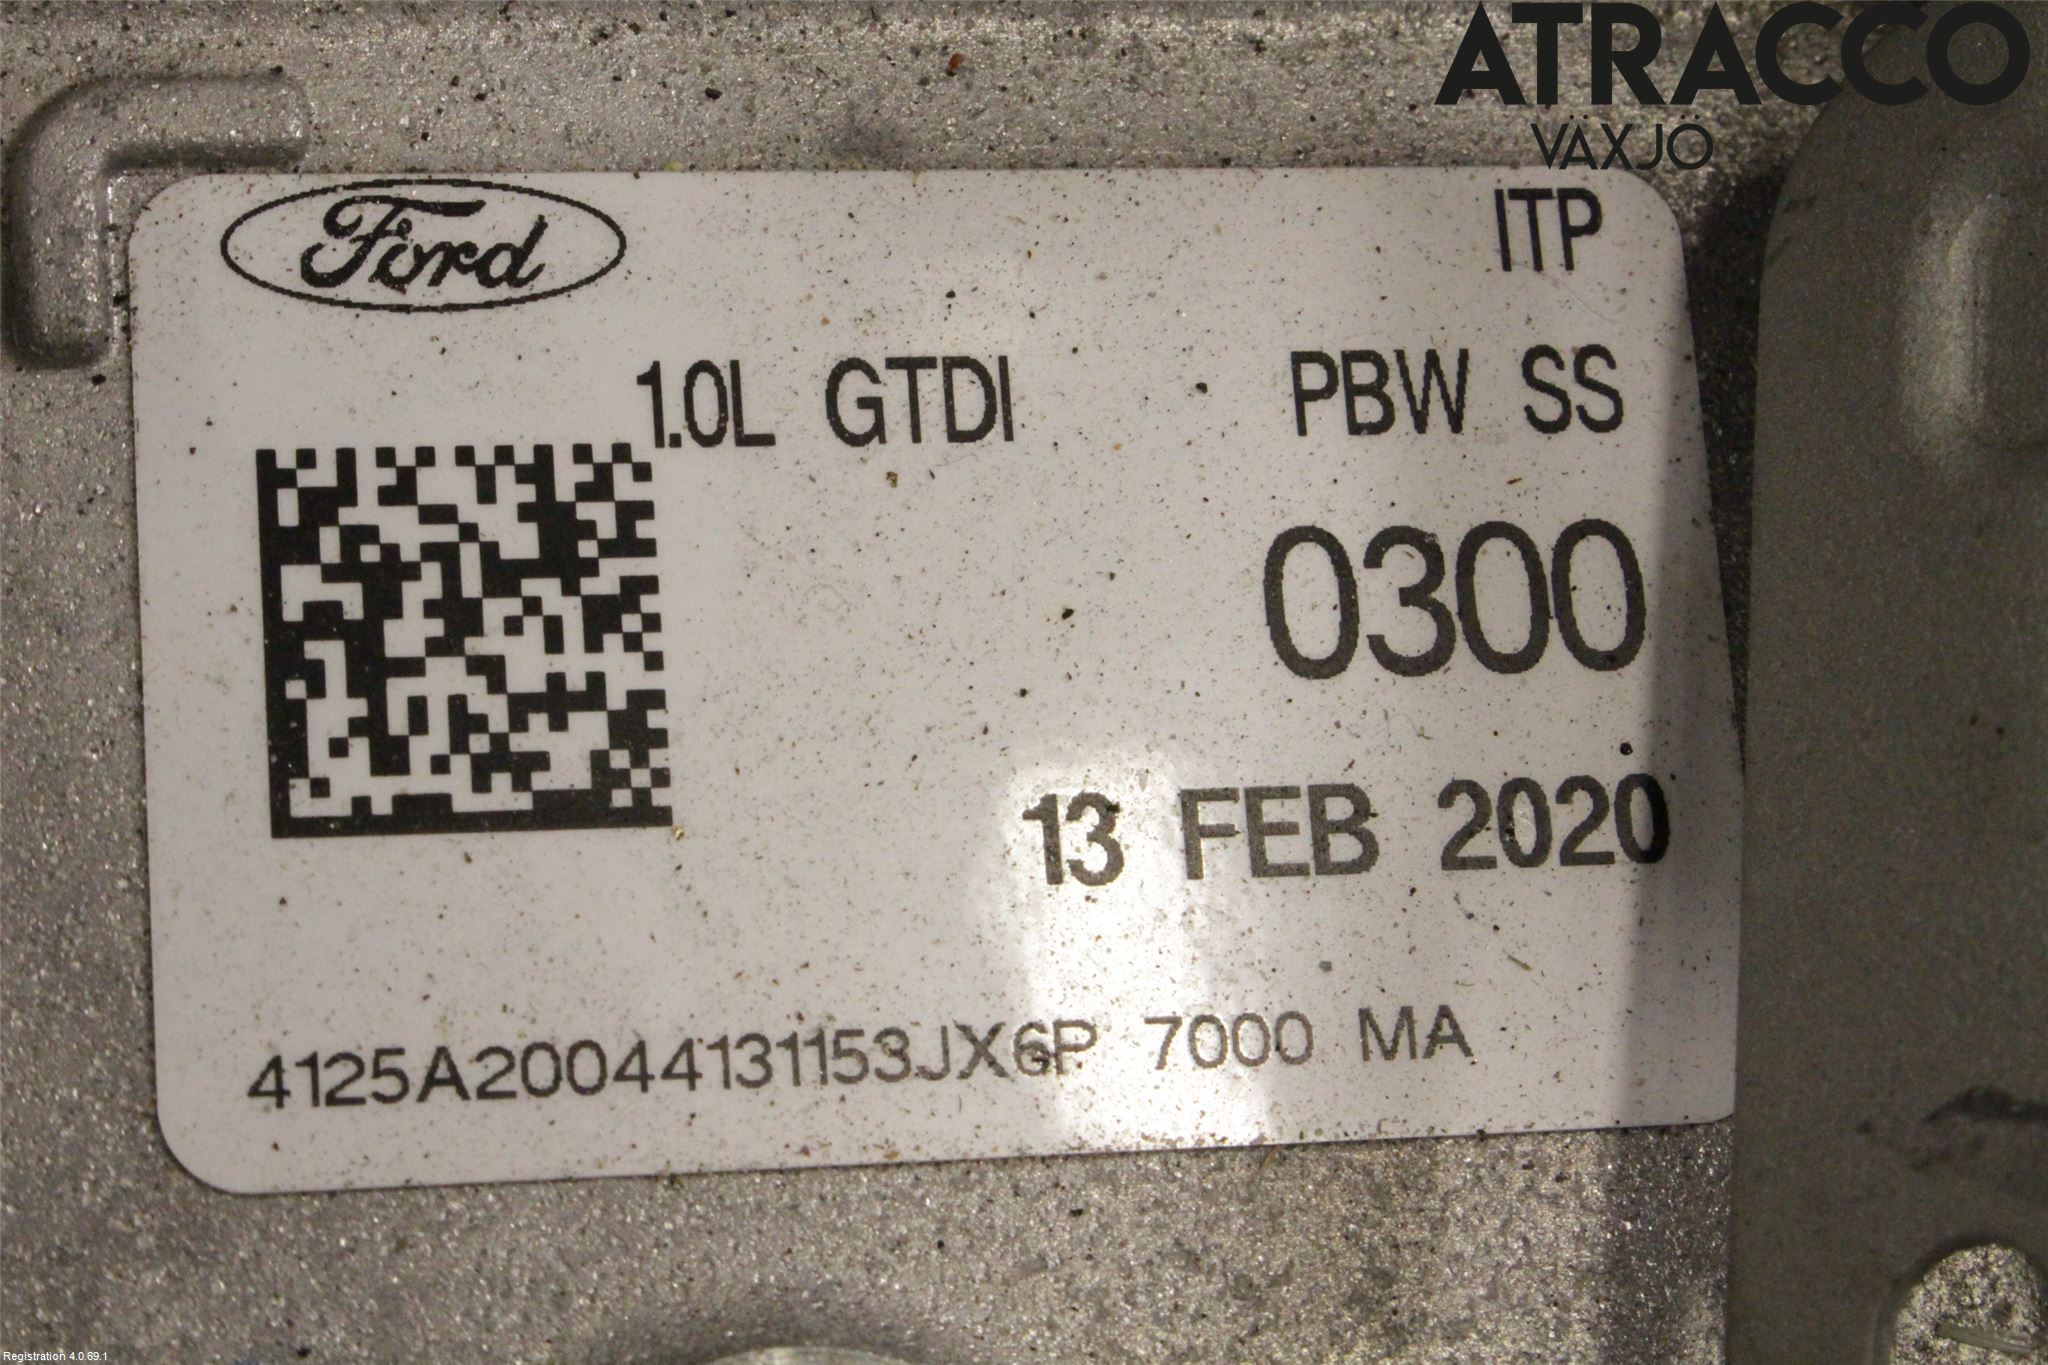 ATRACCO
VÄXJÖ
Ford
ITP
1.0L GTDI PBW SS
0300
13 FEB 2020
4125A20044131153JX6P 7000 MA
Registration 4.0.69.1